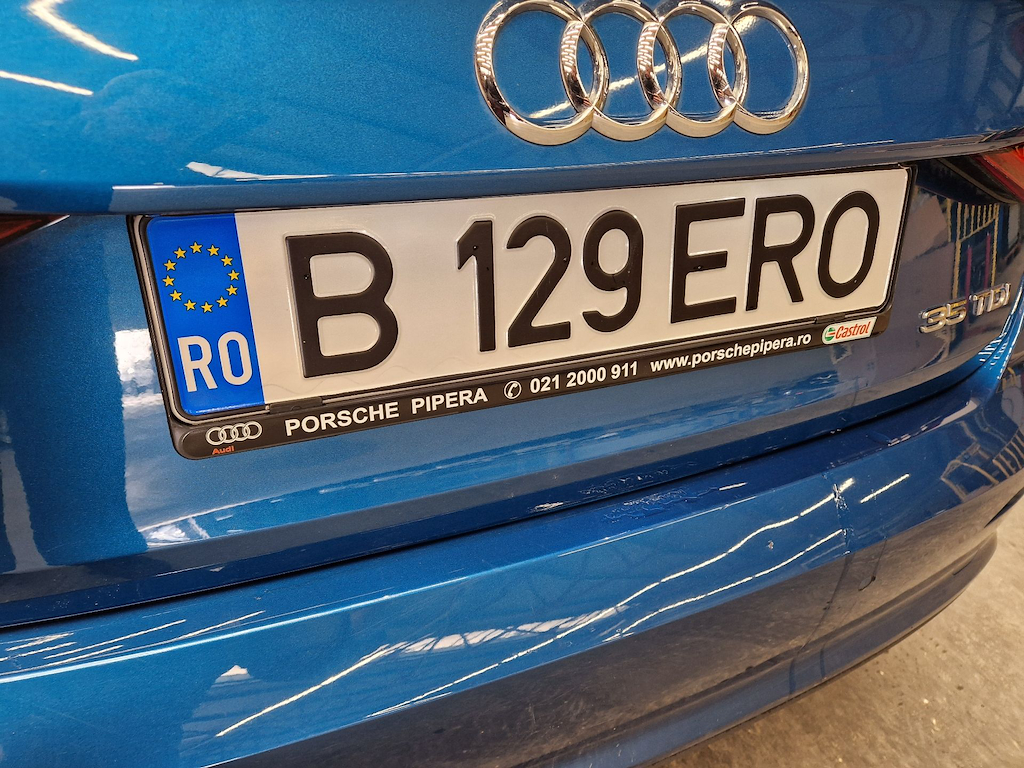 RO
B 129 ERO
35 TDI
Audi PORSCHE PIPERA 021 2000 911 www.porschepipera.ro Castrol